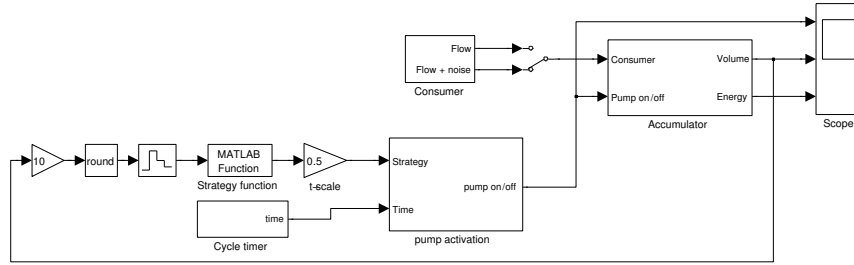 Flow
Flow + noise
Consumer
Consumer
Pump on/off
Volume
Energy
Accumulator
Scope
10
round
MATLAB
Function
Strategy function
0.5
t-scale
Strategy
Time
pump on/off
pump activation
time
Cycle timer